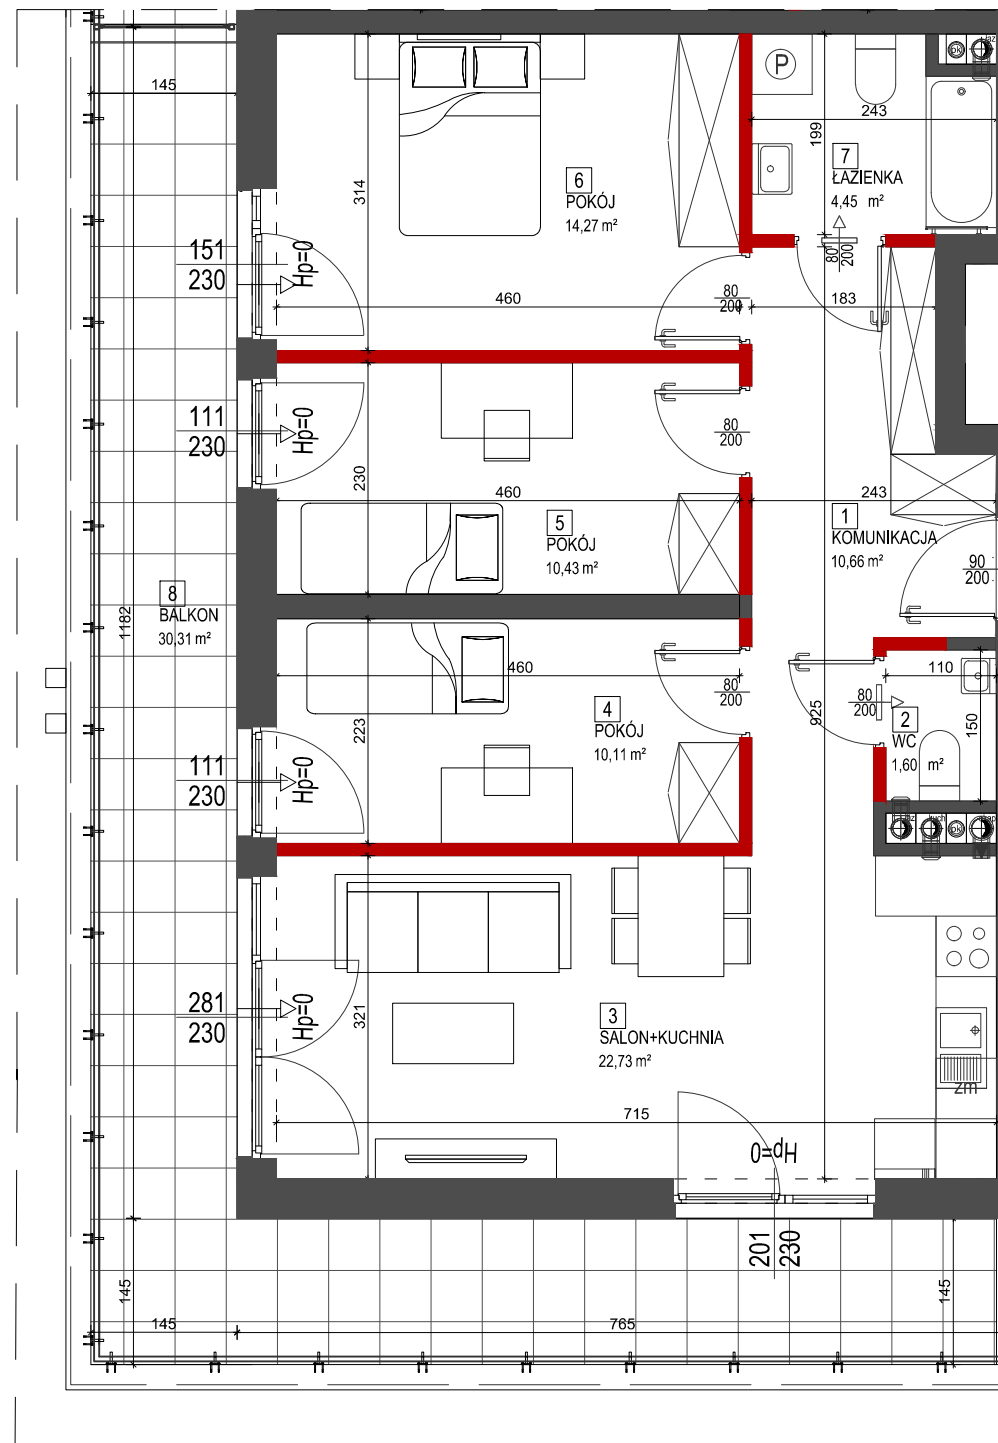 145
P
243
199
7
ŁAZIENKA
4,45 m²
6
POKÓJ
14,27 m²
314
151
230
Hp=0
80
200
460
80
200
183
111
230
Hp=0
80
200
230
460
243
5
POKÓJ
10,43 m²
1
KOMUNIKACJA
10,66 m²
90
200
8
BALKON
30,31 m²
1182
460
110
80
200
80
200
4
POKÓJ
10,11 m²
223
925
2
WC
1,60 m²
150
111
230
Hp=0
281
230
Hp=0
321
3
SALON+KUCHNIA
22,73 m²
zm
715
Hp=0
201
230
145
145
145
765